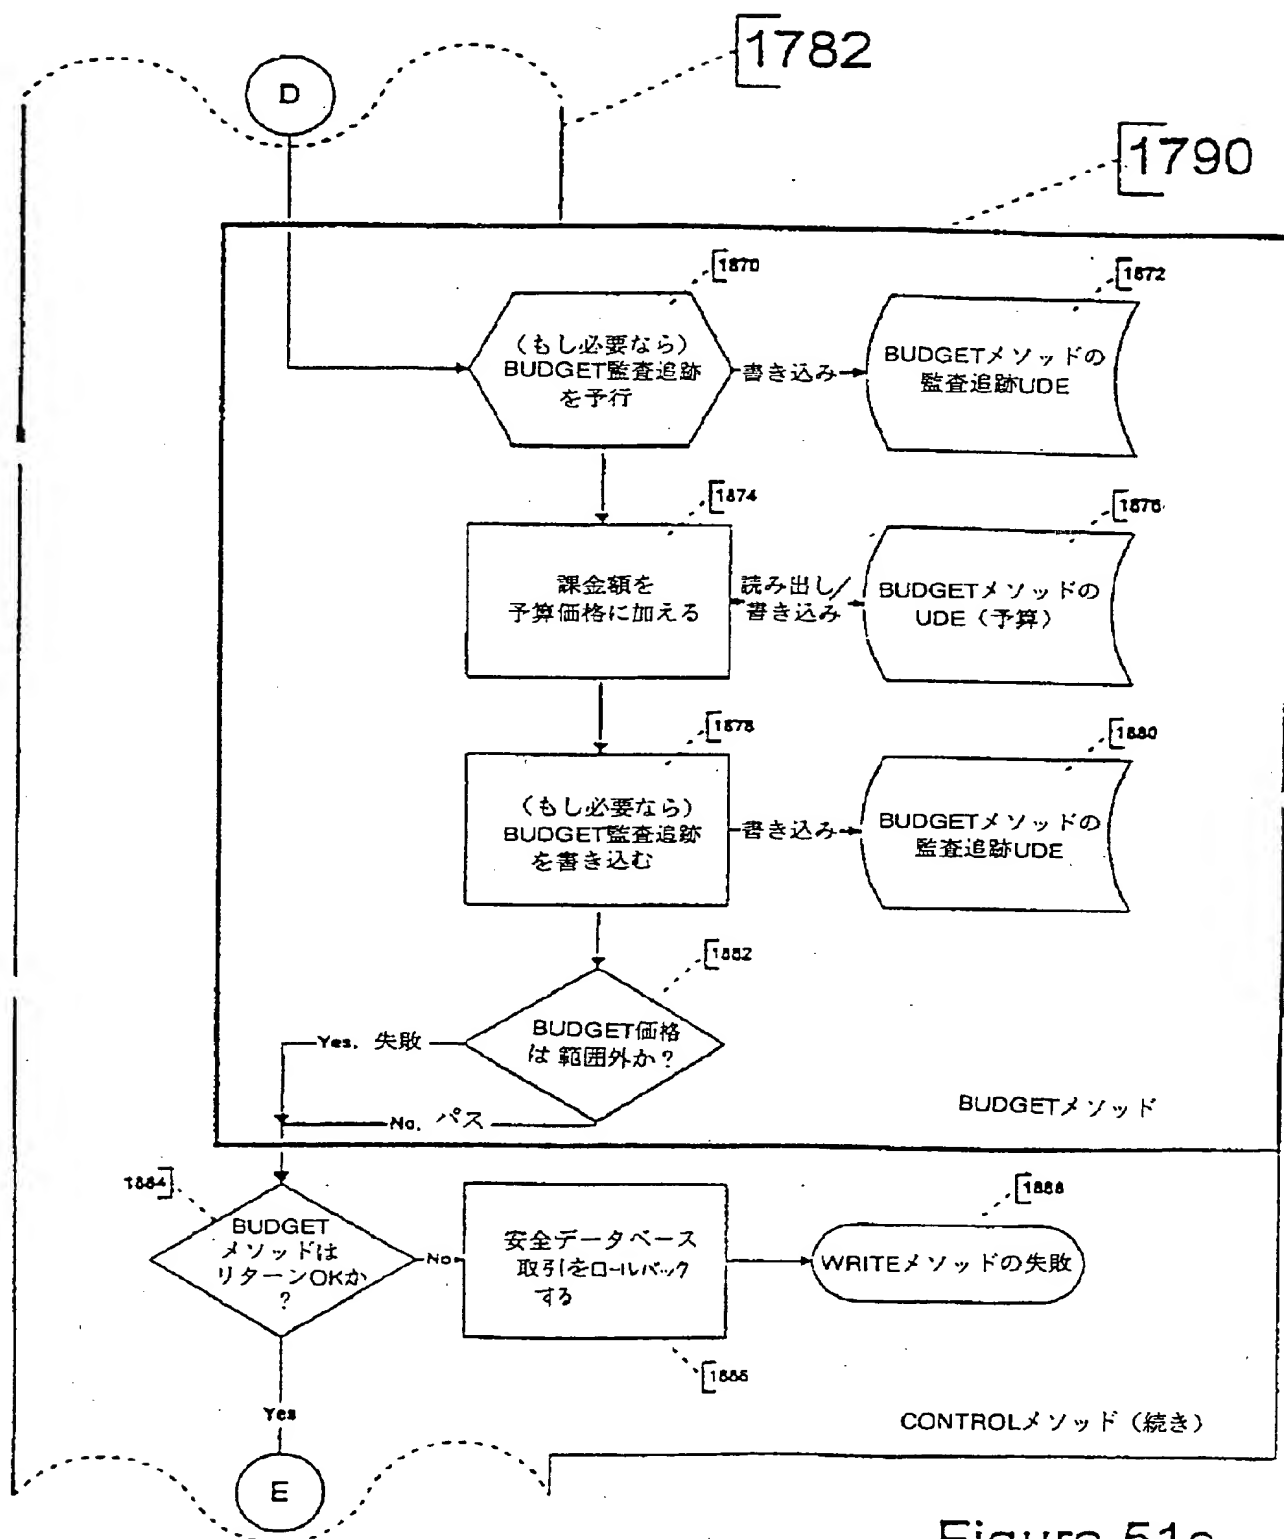 1782
D
1790
1870
1872
(もし必要なら)
BUDGET監査追跡
を予行
書き込み
BUDGETメソッドの
監査追跡UDE
1874
1876
課金額を
予算価格に加える
読み出し/
書き込み
BUDGETメソッドの
UDE(予算)
1878
1880
(もし必要なら)
BUDGET監査追跡
を書き込む
書き込み
BUDGETメソッドの
監査追跡UDE
1882
BUDGET価格
は範囲外か?
Yes, 失敗
No, パス
BUDGETメソッド
1884
1888
BUDGET
メソッドは
リターンOKか
?
No
安全データベース
取引をロールバック
する
WRITEメソッドの失敗
1886
Yes
CONTROLメソッド(続き)
E